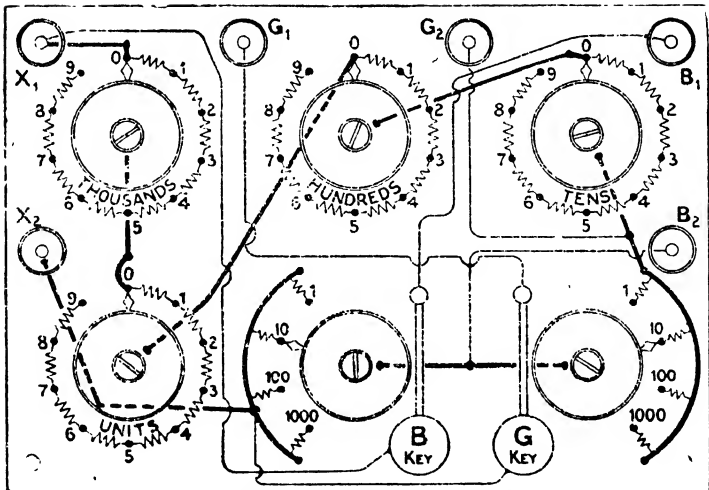 X1
G1
G2
B1
0 1 2 3 4 5 6 7 8 9
THOUSANDS
0 1 2 3 4 5 6 7 8 9
HUNDREDS
0 1 2 3 4 5 6 7 8 9
TENS
X2
B2
0 1 2 3 4 5 6 7 8 9
UNITS
1
10
100
1000
B
KEY
G
KEY
1
10
100
1000